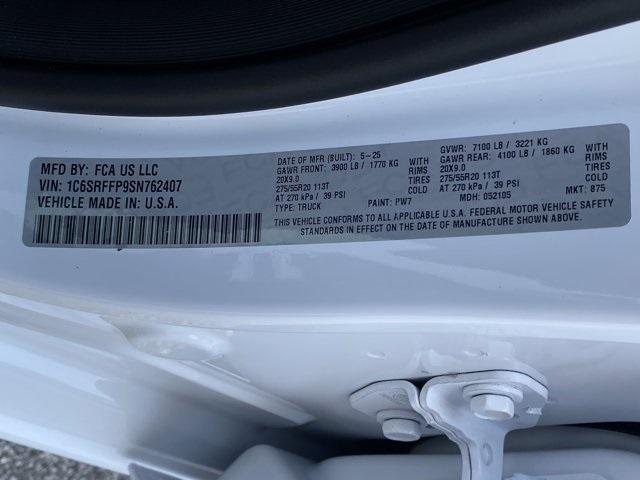 MFD BY: FCA US LLC
VIN: 1C6SRFFP9SN762407
VEHICLE MADE IN: U.S.A.
DATE OF MFR (BUILT): 5-25 GVWR: 7100 LB / 3221 KG
GAWR FRONT: 3900 LB / 1770 KG WITH GAWR REAR: 4100 LB / 1860 KG WITH
20X9.0 RIMS 20X9.0 RIMS
275/55R20 113T TIRES 275/55R20 113T TIRES
AT 270 kPa / 39 PSI COLD AT 270 kPa / 39 PSI COLD
TYPE: TRUCK PAINT: PW7 MDH: 052105 MKT: 875
THIS VEHICLE CONFORMS TO ALL APPLICABLE U.S.A. FEDERAL MOTOR VEHICLE SAFETY
STANDARDS IN EFFECT ON THE DATE OF MANUFACTURE SHOWN ABOVE.